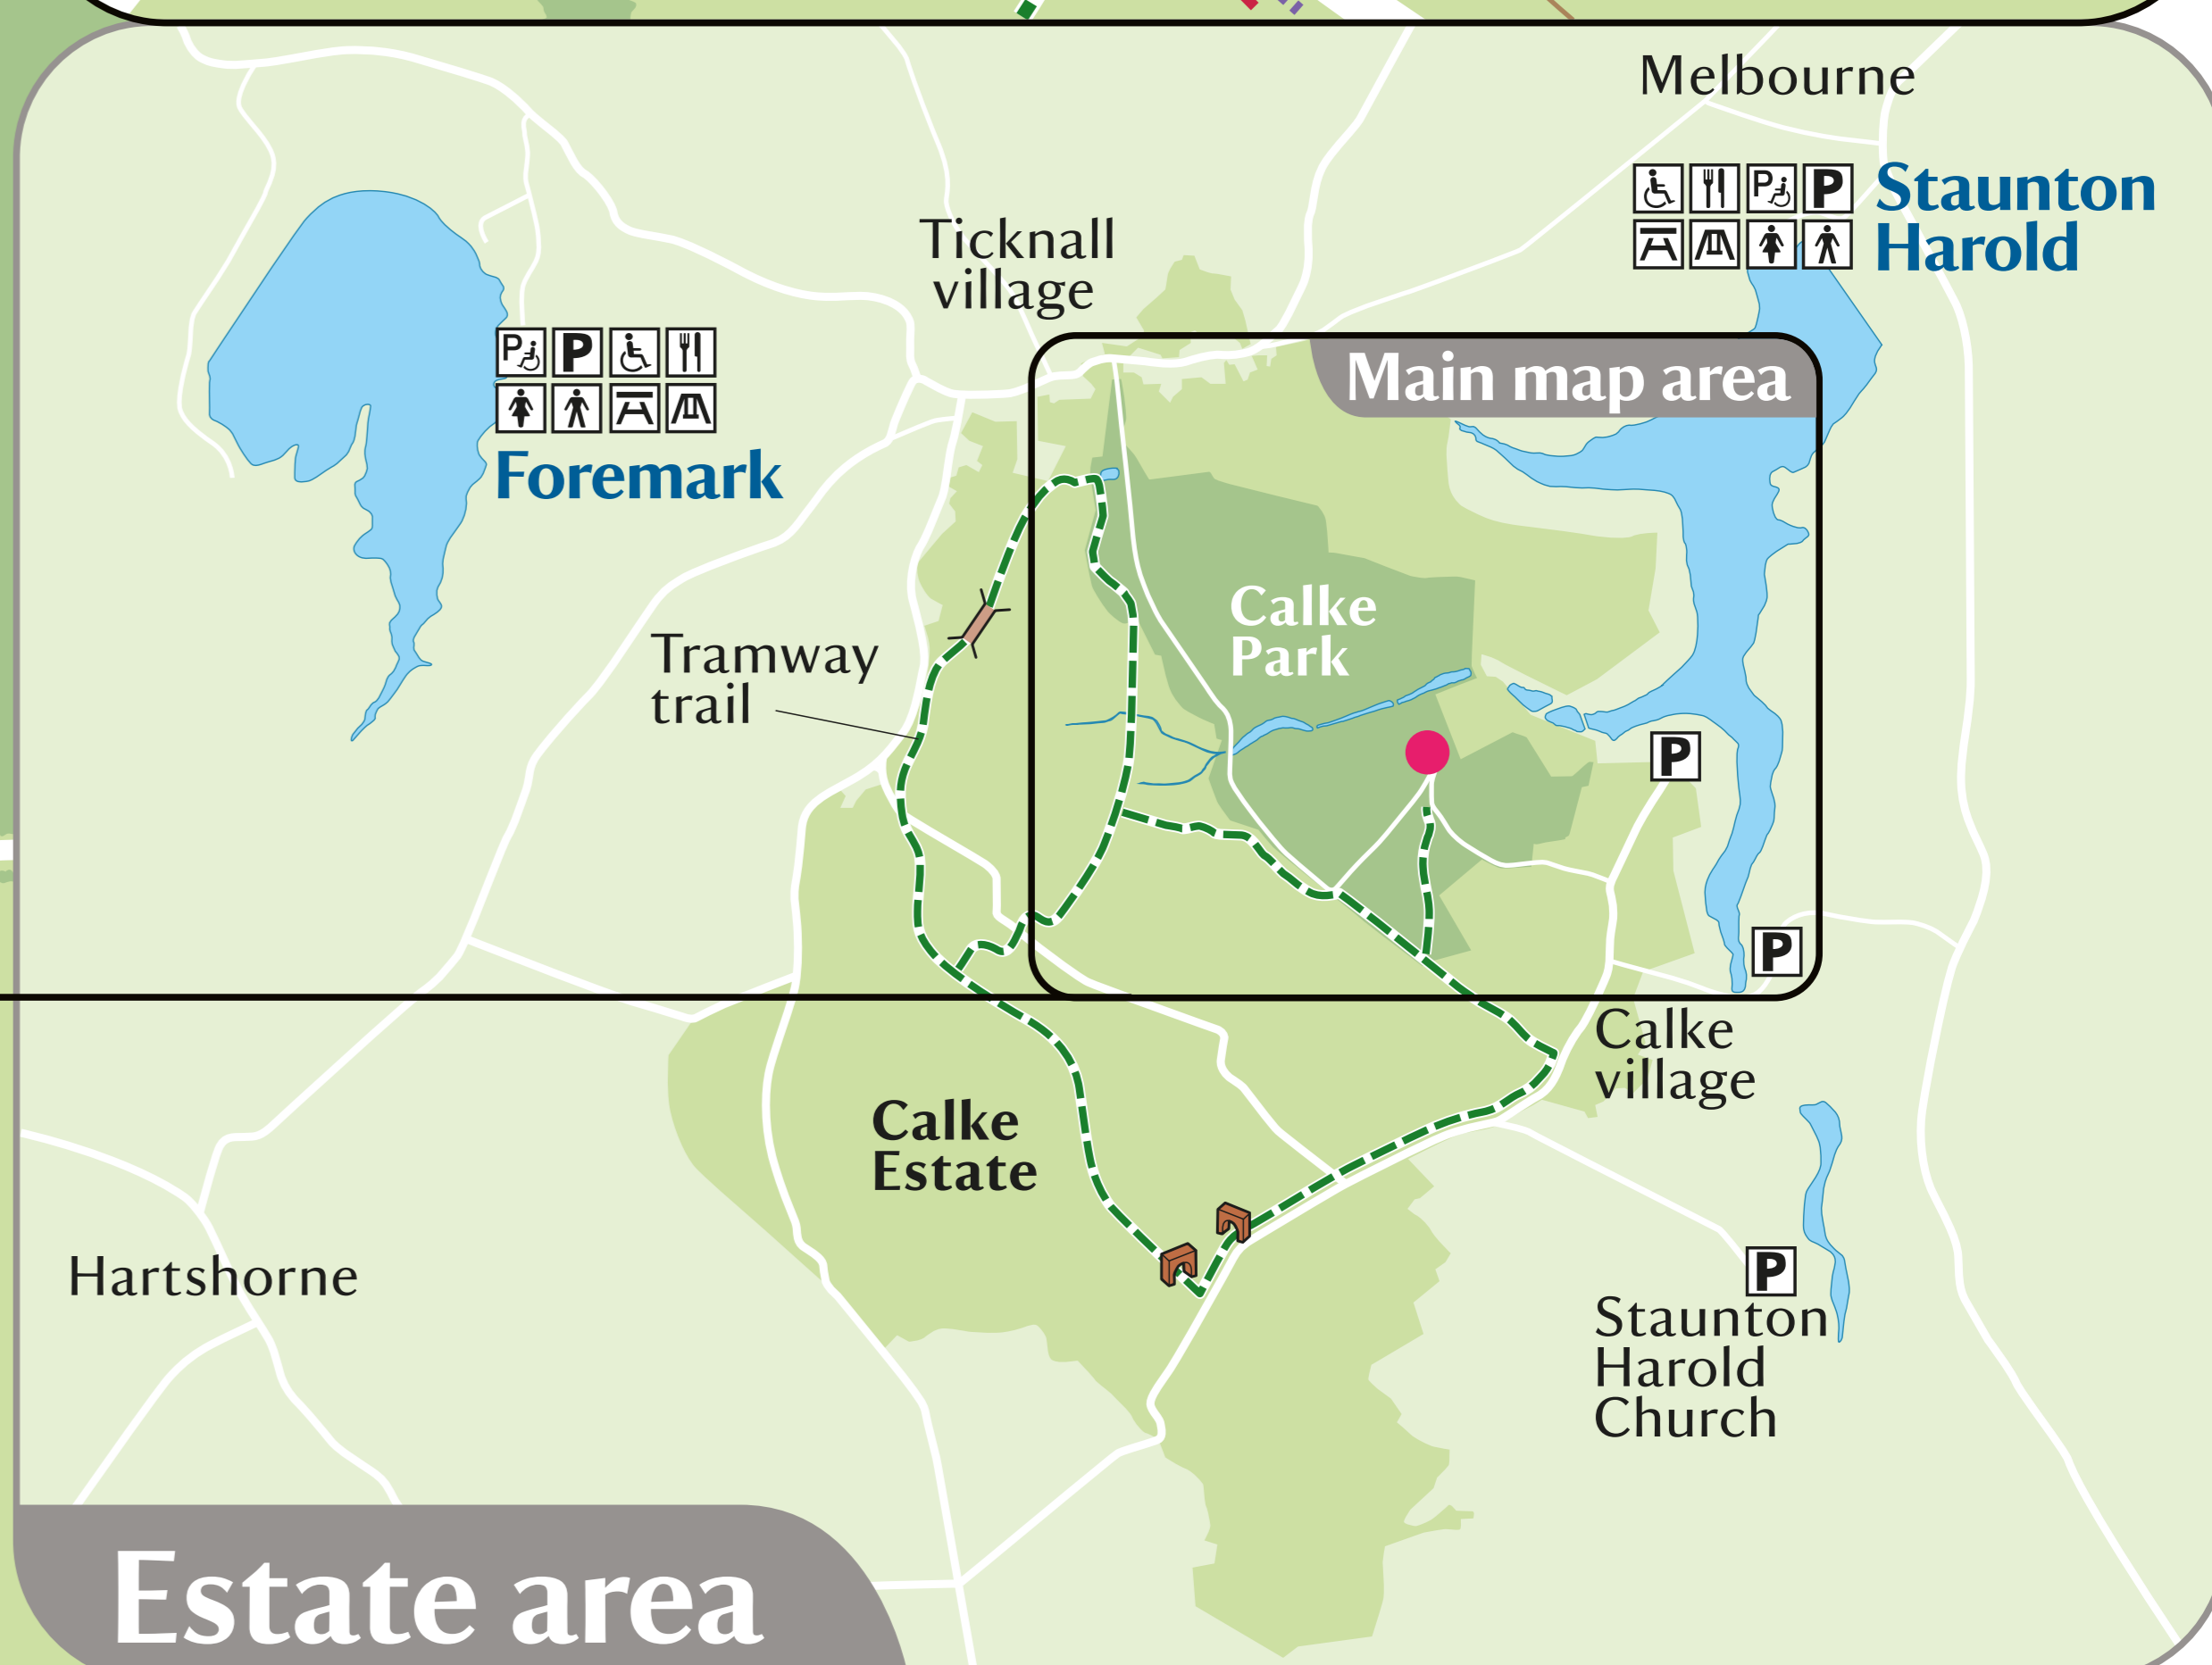 Melbourne
Staunton
Harold
P P
Ticknall
village
Main map area
P P
Foremark
Calke
Park
Tramway
trail
P
P
Calke
village
Calke
Estate
Hartshorne
P
Staunton
Harold
Church
Estate area